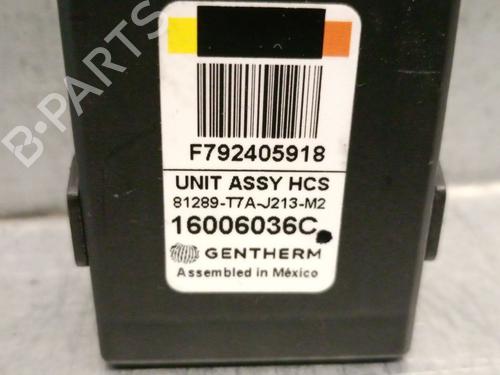 B-PARTS
F792405918
UNIT ASSY HCS
81289-T7A-J213-M2
16006036C
GENTHERM
Assembled in México